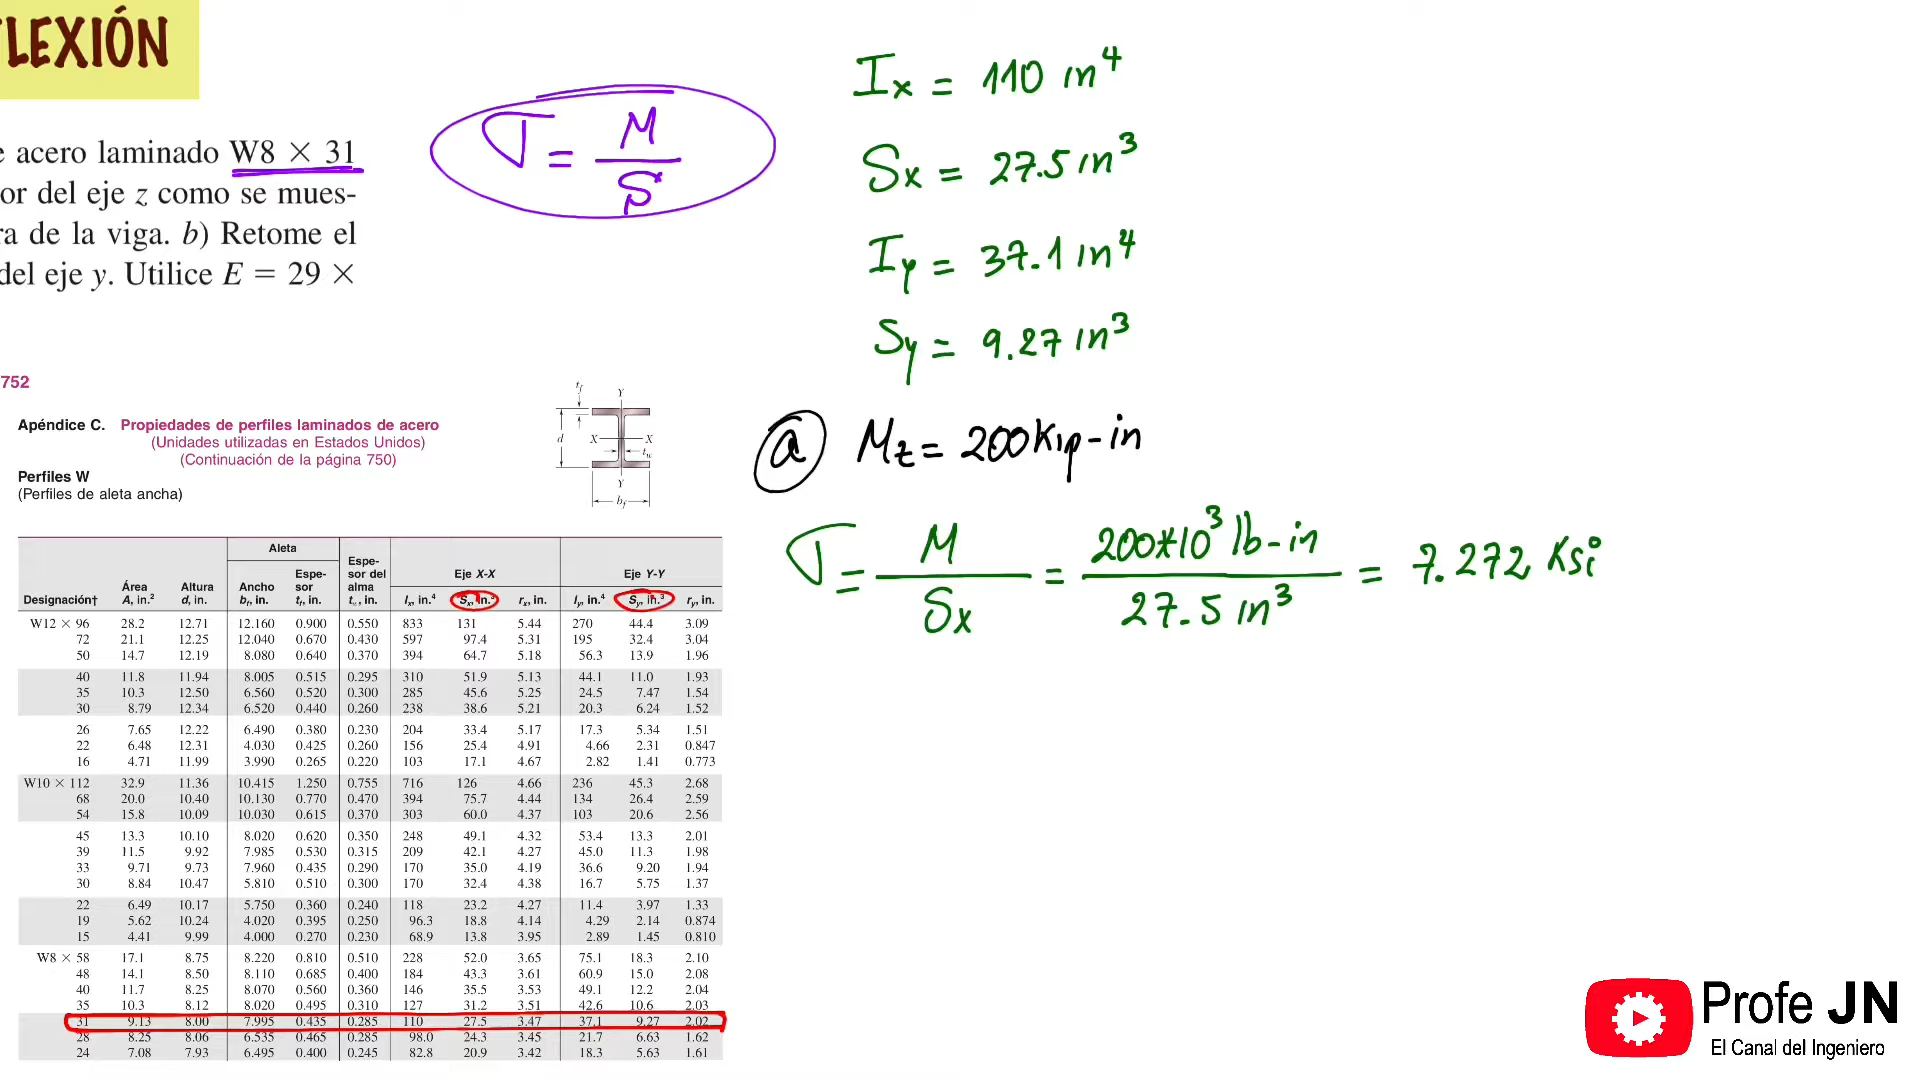 LEXIÓN
e acero laminado W8 × 31
or del eje z como se mues-
ra de la viga. b) Retome el
del eje y. Utilice E = 29 ×
σ = M / S
Ix = 110 in⁴
Sx = 27.5 in³
Iy = 37.1 in⁴
Sy = 9.27 in³
752
Apéndice C. Propiedades de perfiles laminados de acero
(Unidades utilizadas en Estados Unidos)
(Continuación de la página 750)
Perfiles W
(Perfiles de aleta ancha)
tf
Y
d
X X
tw
Y
bf
a Mz = 200 Kip-in
σ = M / Sx = 200*10³ lb-in / 27.5 in³ = 7.272 Ksi
Aleta
Designación† Área A, in.² Altura d, in. Ancho bf, in. Espe-sor tf, in. Espe-sor del alma tw, in. Eje X-X Ix, in.⁴ Sx, in.³ rx, in. Eje Y-Y Iy, in.⁴ Sy, in.³ ry, in.
W12 × 96 28.2 12.71 12.160 0.900 0.550 833 131 5.44 270 44.4 3.09
72 21.1 12.25 12.040 0.670 0.430 597 97.4 5.31 195 32.4 3.04
50 14.7 12.19 8.080 0.640 0.370 394 64.7 5.18 56.3 13.9 1.96
40 11.8 11.94 8.005 0.515 0.295 310 51.9 5.13 44.1 11.0 1.93
35 10.3 12.50 6.560 0.520 0.300 285 45.6 5.25 24.5 7.47 1.54
30 8.79 12.34 6.520 0.440 0.260 238 38.6 5.21 20.3 6.24 1.52
26 7.65 12.22 6.490 0.380 0.230 204 33.4 5.17 17.3 5.34 1.51
22 6.48 12.31 4.030 0.425 0.260 156 25.4 4.91 4.66 2.31 0.847
16 4.71 11.99 3.990 0.265 0.220 103 17.1 4.67 2.82 1.41 0.773
W10 × 112 32.9 11.36 10.415 1.250 0.755 716 126 4.66 236 45.3 2.68
68 20.0 10.40 10.130 0.770 0.470 394 75.7 4.44 134 26.4 2.59
54 15.8 10.09 10.030 0.615 0.370 303 60.0 4.37 103 20.6 2.56
45 13.3 10.10 8.020 0.620 0.350 248 49.1 4.32 53.4 13.3 2.01
39 11.5 9.92 7.985 0.530 0.315 209 42.1 4.27 45.0 11.3 1.98
33 9.71 9.73 7.960 0.435 0.290 170 35.0 4.19 36.6 9.20 1.94
30 8.84 10.47 5.810 0.510 0.300 170 32.4 4.38 16.7 5.75 1.37
22 6.49 10.17 5.750 0.360 0.240 118 23.2 4.27 11.4 3.97 1.33
19 5.62 10.24 4.020 0.395 0.250 96.3 18.8 4.14 4.29 2.14 0.874
15 4.41 9.99 4.000 0.270 0.230 68.9 13.8 3.95 2.89 1.45 0.810
W8 × 58 17.1 8.75 8.220 0.810 0.510 228 52.0 3.65 75.1 18.3 2.10
48 14.1 8.50 8.110 0.685 0.400 184 43.3 3.61 60.9 15.0 2.08
40 11.7 8.25 8.070 0.560 0.360 146 35.5 3.53 49.1 12.2 2.04
35 10.3 8.12 8.020 0.495 0.310 127 31.2 3.51 42.6 10.6 2.03
31 9.13 8.00 7.995 0.435 0.285 110 27.5 3.47 37.1 9.27 2.02
28 8.25 8.06 6.535 0.465 0.285 98.0 24.3 3.45 21.7 6.63 1.62
24 7.08 7.93 6.495 0.400 0.245 82.8 20.9 3.42 18.3 5.63 1.61
Profe JN
El Canal del Ingeniero